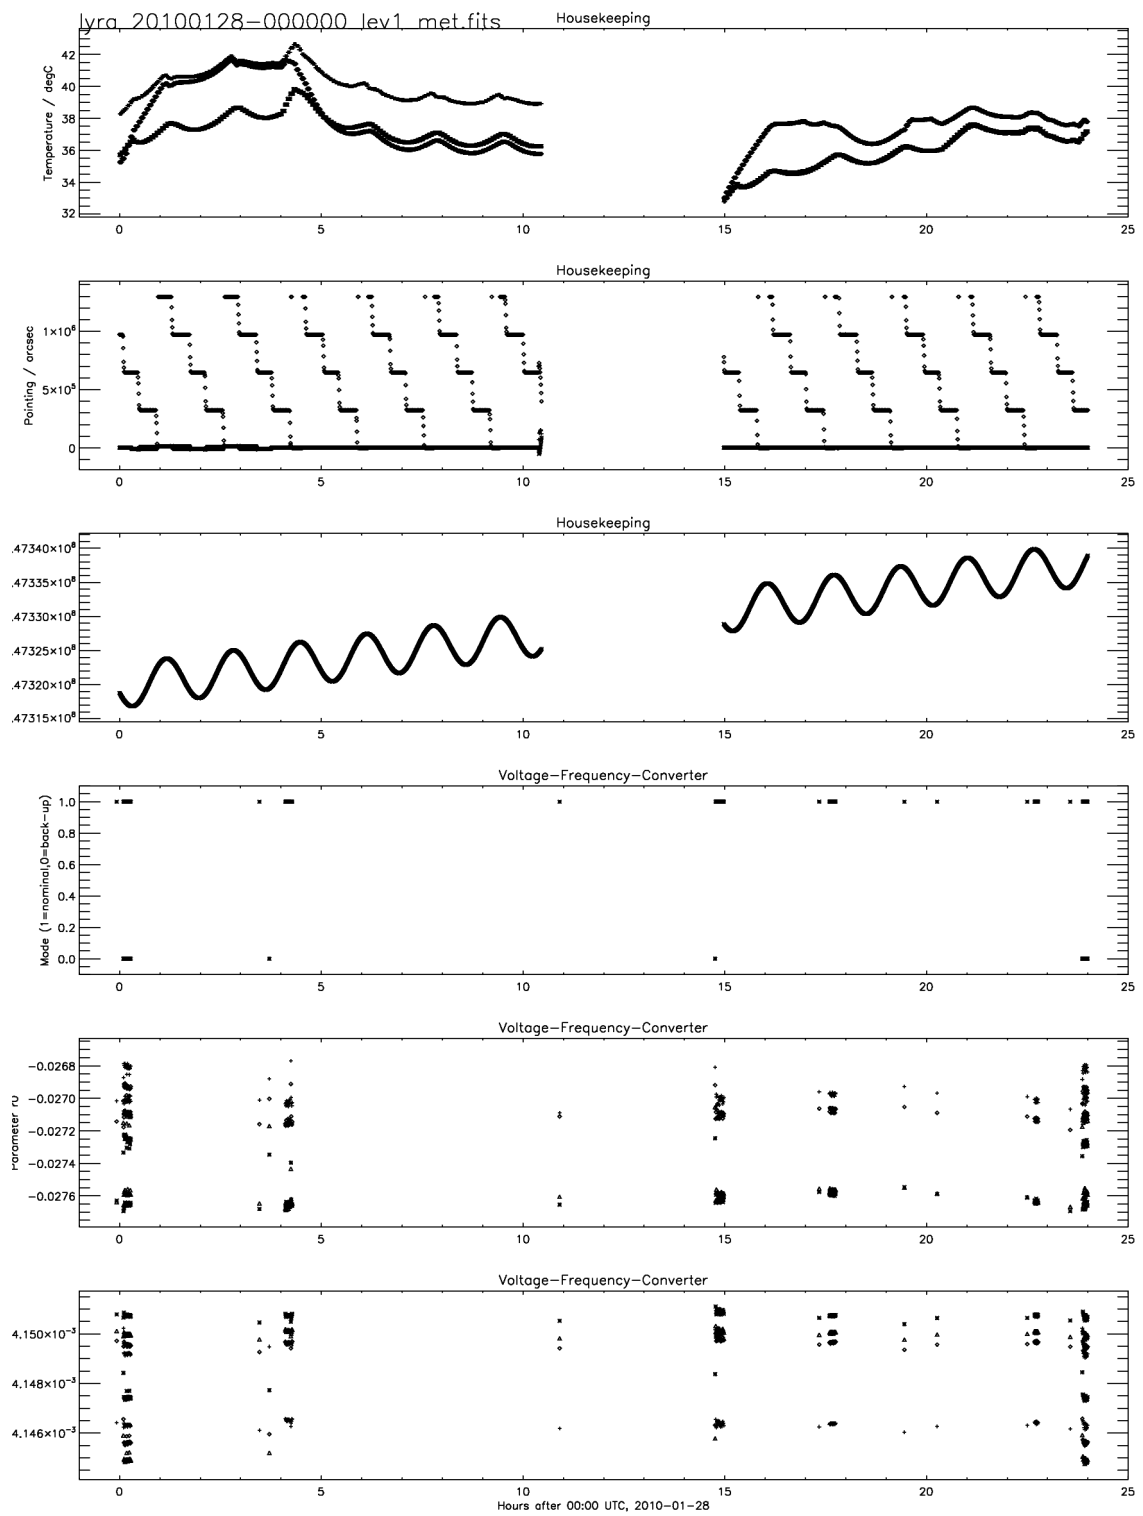 lyra_20100128-000000_lev1_met.fits
Housekeeping
Temperature / degC
42
40
38
36
34
32
0 5 10 15 20 25
Housekeeping
Pointing / arcsec
1×10⁶
5×10⁵
0
0 5 10 15 20 25
Housekeeping
.47340×10⁸
.47335×10⁸
.47330×10⁸
.47325×10⁸
.47320×10⁸
.47315×10⁸
0 5 10 15 20 25
Voltage-Frequency-Converter
Mode (1=nominal,0=back-up)
1.0
0.8
0.6
0.4
0.2
0.0
0 5 10 15 20 25
Voltage-Frequency-Converter
Parameter r0
-0.0268
-0.0270
-0.0272
-0.0274
-0.0276
0 5 10 15 20 25
Voltage-Frequency-Converter
4.150×10⁻³
4.148×10⁻³
4.146×10⁻³
0 5 10 15 20 25
Hours after 00:00 UTC, 2010-01-28